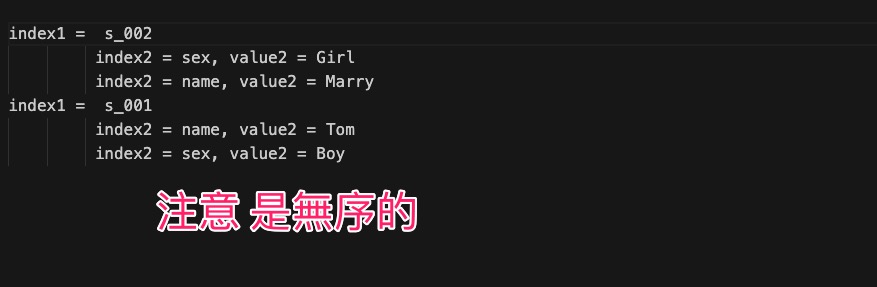 index1 =  s_002
index2 = sex, value2 = Girl
index2 = name, value2 = Marry
index1 =  s_001
index2 = name, value2 = Tom
index2 = sex, value2 = Boy
注意 是無序的